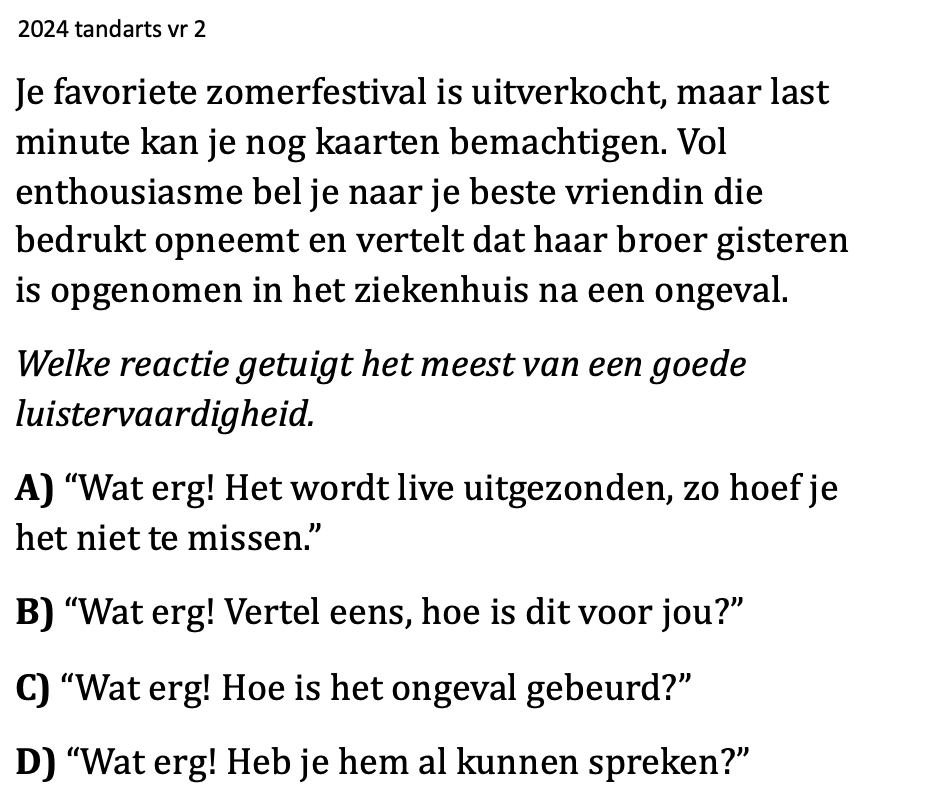 2024 tandarts vr 2
Je favoriete zomerfestival is uitverkocht, maar last
minute kan je nog kaarten bemachtigen. Vol
enthousiasme bel je naar je beste vriendin die
bedrukt opneemt en vertelt dat haar broer gisteren
is opgenomen in het ziekenhuis na een ongeval.
Welke reactie getuigt het meest van een goede
luistervaardigheid.
A) “Wat erg! Het wordt live uitgezonden, zo hoef je
het niet te missen.”
B) “Wat erg! Vertel eens, hoe is dit voor jou?”
C) “Wat erg! Hoe is het ongeval gebeurd?”
D) “Wat erg! Heb je hem al kunnen spreken?”